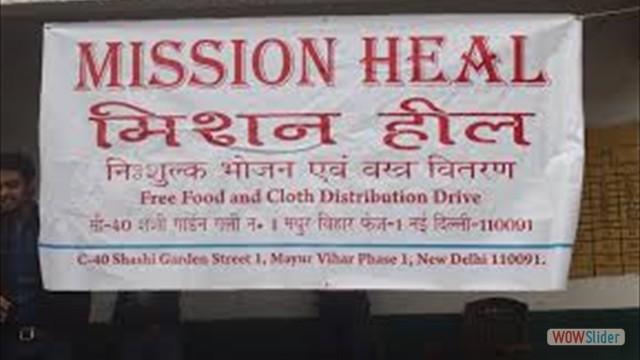 MISSION HEAL
मिशन हील
निःशुल्क भोजन एवं वस्त्र वितरण
Free Food and Cloth Distribution Drive
सी-40 शशी गार्डन गली न. 1 मयुर विहार फेज-1 नई दिल्ली-110091
C-40 Shashi Garden Street 1, Mayur Vihar Phase 1, New Delhi 110091.
WOWSlider